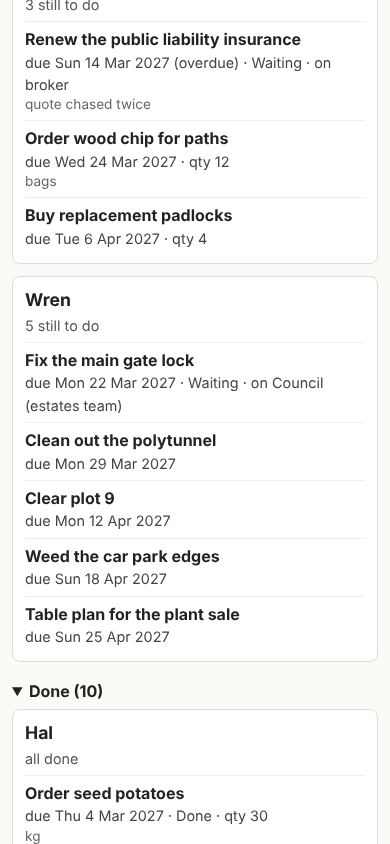 3 still to do
Renew the public liability insurance
due Sun 14 Mar 2027 (overdue) · Waiting · on
broker
quote chased twice
Order wood chip for paths
due Wed 24 Mar 2027 · qty 12
bags
Buy replacement padlocks
due Tue 6 Apr 2027 · qty 4
Wren
5 still to do
Fix the main gate lock
due Mon 22 Mar 2027 · Waiting · on Council
(estates team)
Clean out the polytunnel
due Mon 29 Mar 2027
Clear plot 9
due Mon 12 Apr 2027
Weed the car park edges
due Sun 18 Apr 2027
Table plan for the plant sale
due Sun 25 Apr 2027
▼ Done (10)
Hal
all done
Order seed potatoes
due Thu 4 Mar 2027 · Done · qty 30
kg